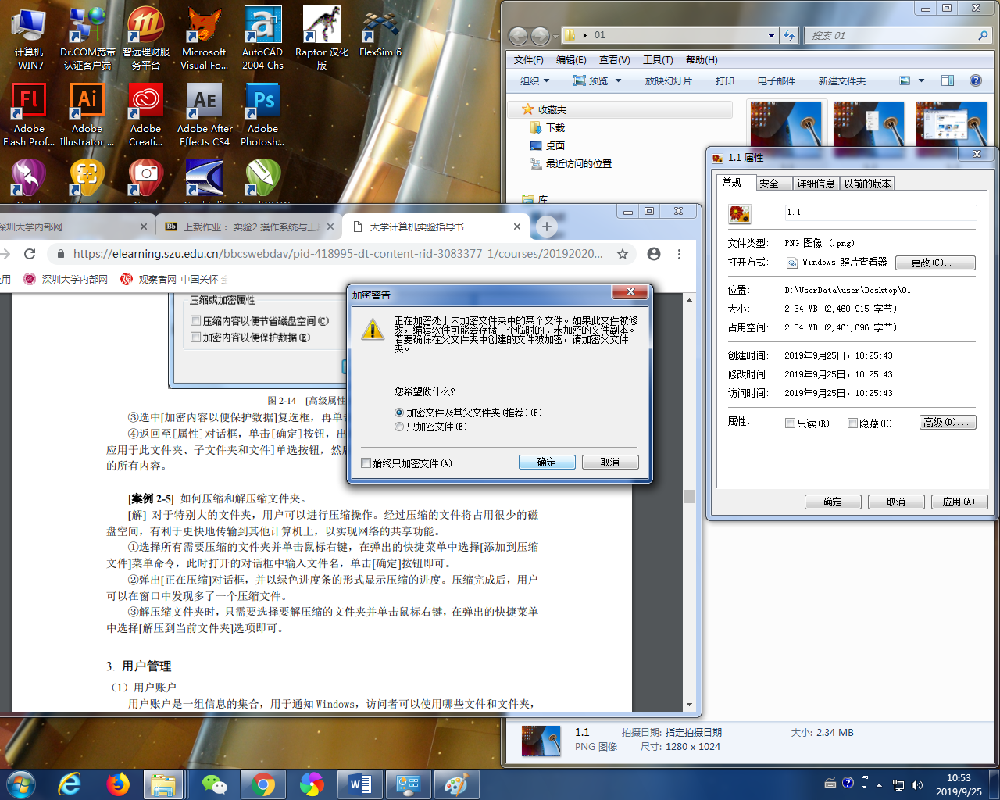 计算机
-WIN7
Dr.COM宽带
认证客户端
智远理财服
务平台
Microsoft
Visual Fo...
AutoCAD
2004 Chs
Raptor 汉化
版
FlexSim 6
Adobe
Flash Prof...
Adobe
Illustrator ...
Adobe
Creati...
Adobe After
Effects CS4
Adobe
Photosh...
01
搜索 01
文件(F) 编辑(E) 查看(V) 工具(T) 帮助(H)
组织 预览 放映幻灯片 打印 电子邮件 新建文件夹
收藏夹
下载
桌面
最近访问的位置
库
1.1 属性
常规 安全 详细信息 以前的版本
1.1
文件类型: PNG 图像 (.png)
打开方式: Windows 照片查看器 更改(C)...
位置: D:\UserData\user\Desktop\01
大小: 2.34 MB (2,460,915 字节)
占用空间: 2.34 MB (2,461,696 字节)
创建时间: 2019年9月25日，10:25:43
修改时间: 2019年9月25日，10:25:43
访问时间: 2019年9月25日，10:25:43
属性: 只读(R) 隐藏(H) 高级(D)...
确定 取消 应用(A)
深圳大学内部网 上载作业： 实验2 操作系统与工具 大学计算机实验指导书
https://elearning.szu.edu.cn/bbcswebdav/pid-418995-dt-content-rid-3083377_1/courses/20192020...
应用 深圳大学内部网 观察者网-中国关怀
压缩或加密属性
压缩内容以便节省磁盘空间(C)
加密内容以便保护数据(E)
图 2-14 [高级属性
③选中[加密内容以便保护数据]复选框，再单击
④返回至[属性]对话框，单击[确定]按钮，出
应用于此文件夹、子文件夹和文件]单选按钮，然后
的所有内容。
[案例 2-5] 如何压缩和解压缩文件夹。
[解] 对于特别大的文件夹，用户可以进行压缩操作。经过压缩的文件将占用很少的磁
盘空间，有利于更快地传输到其他计算机上，以实现网络的共享功能。
①选择所有需要压缩的文件夹并单击鼠标右键，在弹出的快捷菜单中选择[添加到压缩
文件]菜单命令，此时打开的对话框中输入文件名，单击[确定]按钮即可。
②弹出[正在压缩]对话框，并以绿色进度条的形式显示压缩的进度。压缩完成后，用户
可以在窗口中发现多了一个压缩文件。
③解压缩文件夹时，只需要选择要解压缩的文件夹并单击鼠标右键，在弹出的快捷菜单
中选择[解压到当前文件夹]选项即可。
3. 用户管理
（1）用户账户
用户账户是一组信息的集合，用于通知 Windows，访问者可以使用哪些文件和文件夹，
加密警告
正在加密处于未加密文件夹中的某个文件。如果此文件被修
改，编辑软件可能会存储一个临时的、未加密的文件副本。
若要确保在父文件夹中创建的文件被加密，请加密父文件
夹。
您希望做什么?
加密文件及其父文件夹(推荐)(P)
只加密文件(E)
始终只加密文件(A)
确定 取消
1.1 拍摄日期: 指定拍摄日期 大小: 2.34 MB
PNG 图像 尺寸: 1280 x 1024
10:53
2019/9/25